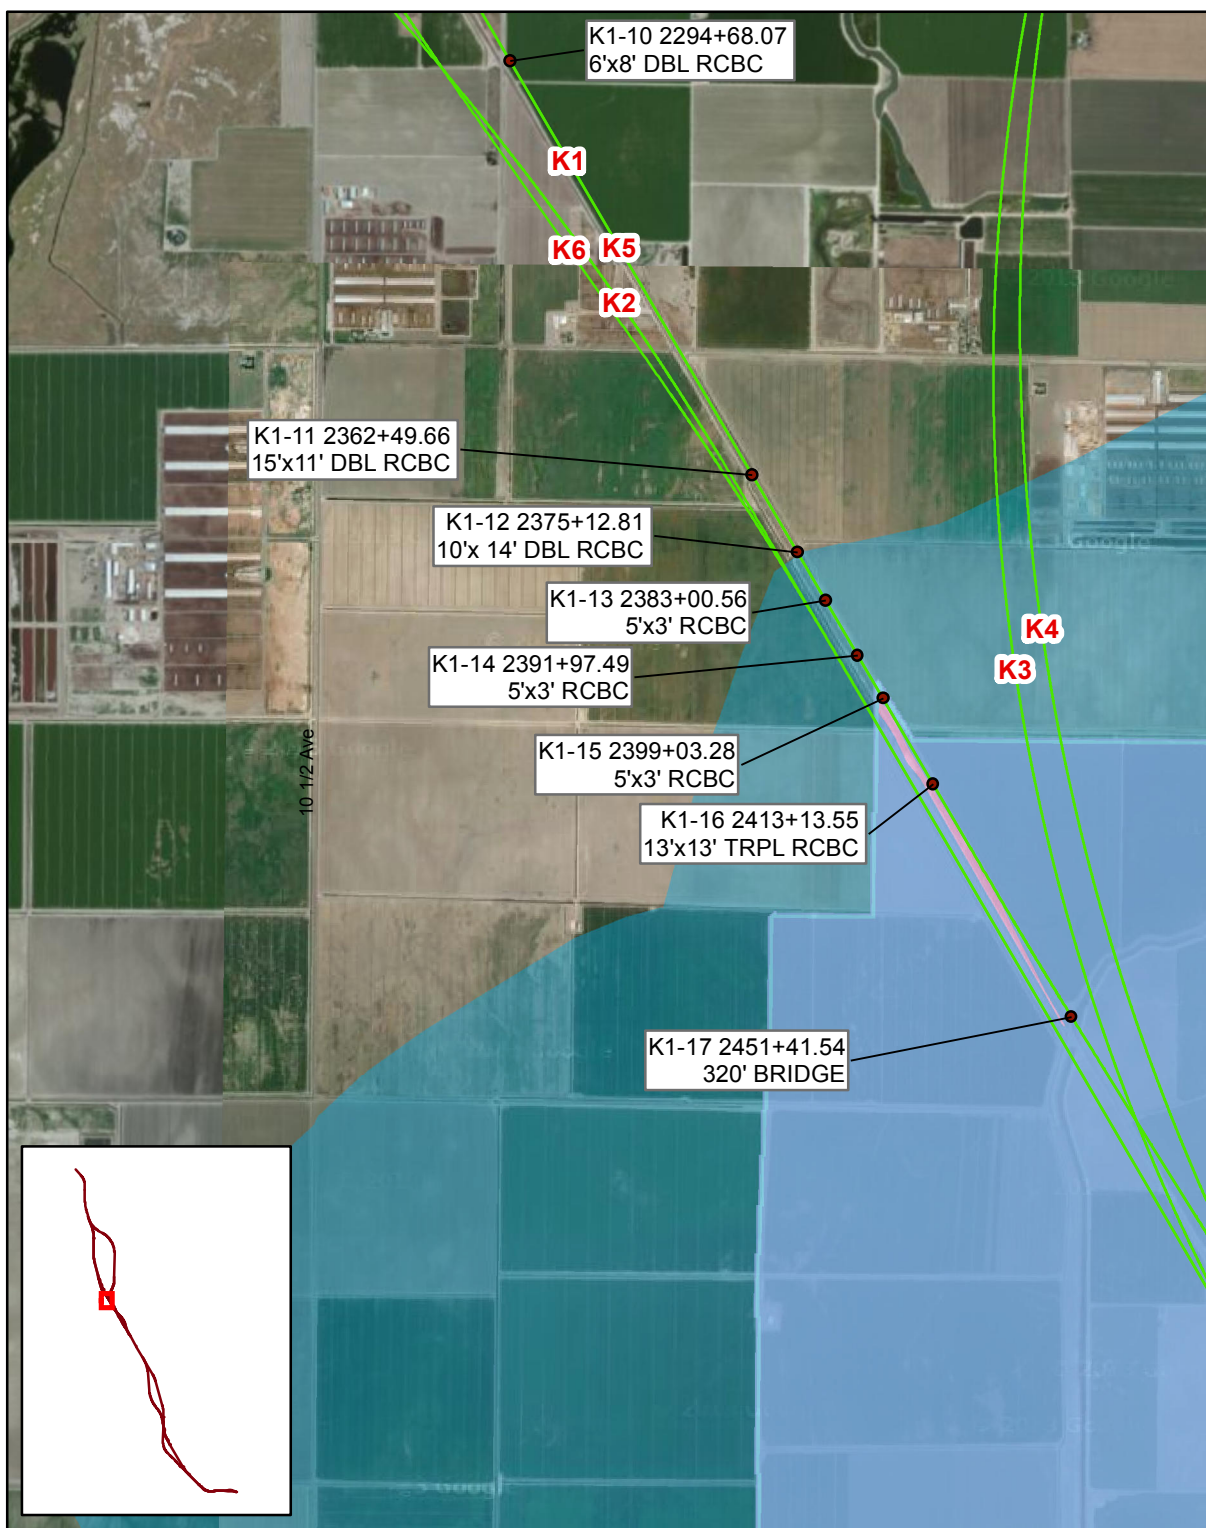 K1-10 2294+68.07
6'x8' DBL RCBC
K1
K6
K5
K2
K1-11 2362+49.66
15'x11' DBL RCBC
K1-12 2375+12.81
10'x 14' DBL RCBC
K1-13 2383+00.56
5'x3' RCBC
K4
K3
K1-14 2391+97.49
5'x3' RCBC
10 1/2 Ave
K1-15 2399+03.28
5'x3' RCBC
K1-16 2413+13.55
13'x13' TRPL RCBC
K1-17 2451+41.54
320' BRIDGE